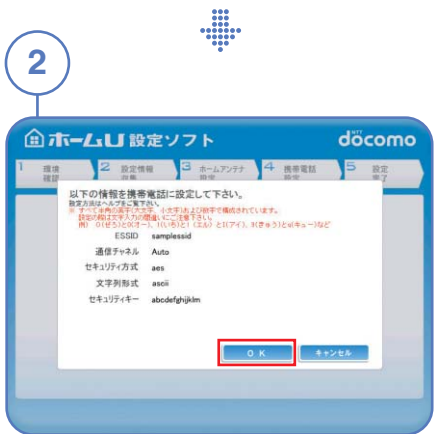 2
ホームU 設定ソフト
NTT
döcomo
1 環境 確認
2 設定情報 収集
3 ホームアンテナ 設定
4 携帯電話 設定
5 設定 完了
以下の情報を携帯電話に設定して下さい。
設定方法はヘルプをご覧下さい。
※ すべて半角の英字(大文字、小文字)および数字で構成されています。
設定の際は文字入力の間違いにご注意下さい。
例) 0(ぜろ)とO(オー)、1(いち)とl(エル)とI(アイ)、9(きゅう)とq(キュー)など
ESSID samplessid
通信チャネル Auto
セキュリティ方式 aes
文字列形式 ascii
セキュリティキー abcdefghijklm
OK キャンセル